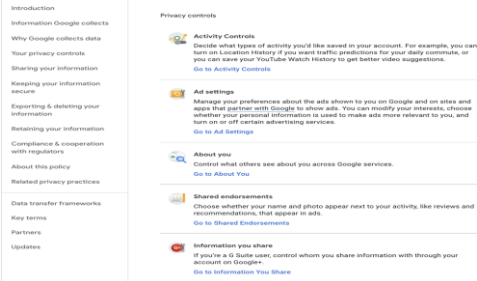 Introduction
Information Google collects
Why Google collects data
Your privacy controls
Sharing your information
Keeping your information
secure
Exporting & deleting your
information
Retaining your information
Compliance & cooperation
with regulators
About this policy
Related privacy practices
Data transfer frameworks
Key terms
Partners
Updates
Privacy controls
Activity Controls
Decide what types of activity you'd like saved in your account. For example, you can
turn on Location History if you want traffic predictions for your daily commute, or
you can save your YouTube Watch History to get better video suggestions.
Go to Activity Controls
Ad settings
Manage your preferences about the ads shown to you on Google and on sites and
apps that partner with Google to show ads. You can modify your interests, choose
whether your personal information is used to make ads more relevant to you, and
turn on or off certain advertising services.
Go to Ad Settings
About you
Control what others see about you across Google services.
Go to About You
Shared endorsements
Choose whether your name and photo appear next to your activity, like reviews and
recommendations, that appear in ads.
Go to Shared Endorsements
Information you share
If you're a G Suite user, control whom you share information with through your
account on Google+.
Go to Information You Share